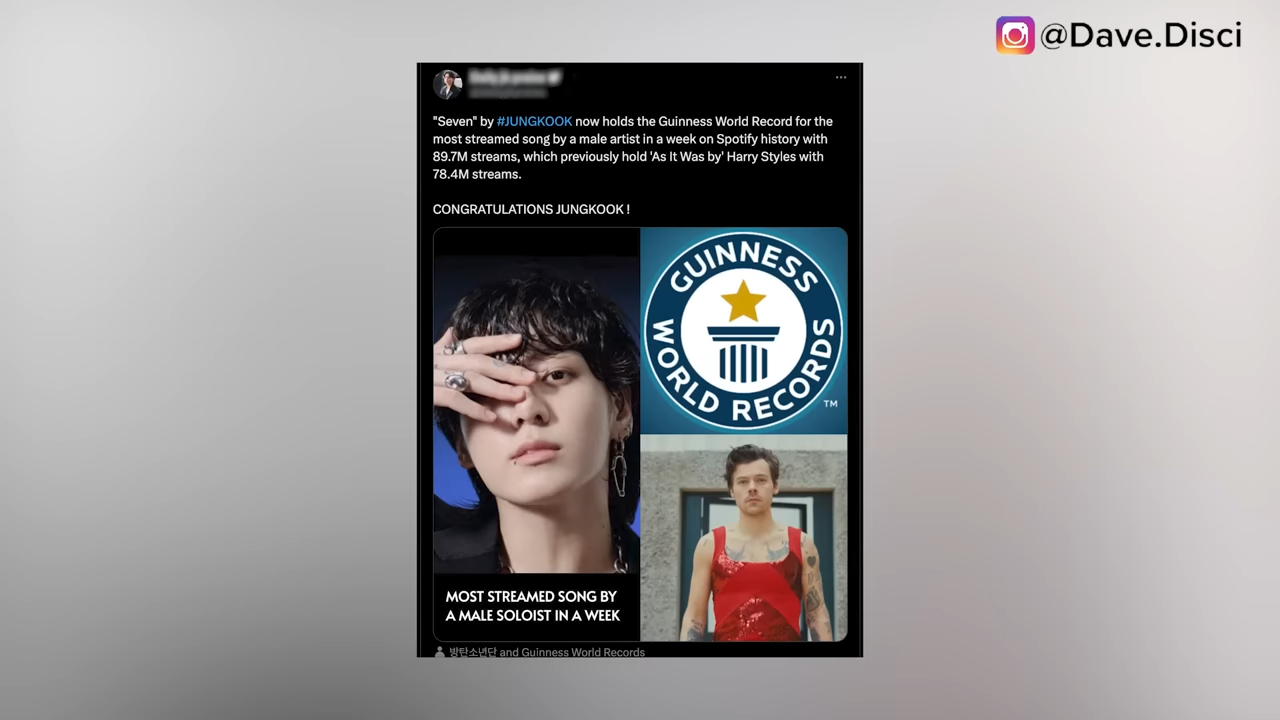 @Dave.Disci
"Seven" by #JUNGKOOK now holds the Guinness World Record for the
most streamed song by a male artist in a week on Spotify history with
89.7M streams, which previously hold 'As It Was by' Harry Styles with
78.4M streams.
CONGRATULATIONS JUNGKOOK !
GUINNESS
WORLD RECORDS
TM
MOST STREAMED SONG BY
A MALE SOLOIST IN A WEEK
방탄소년단 and Guinness World Records